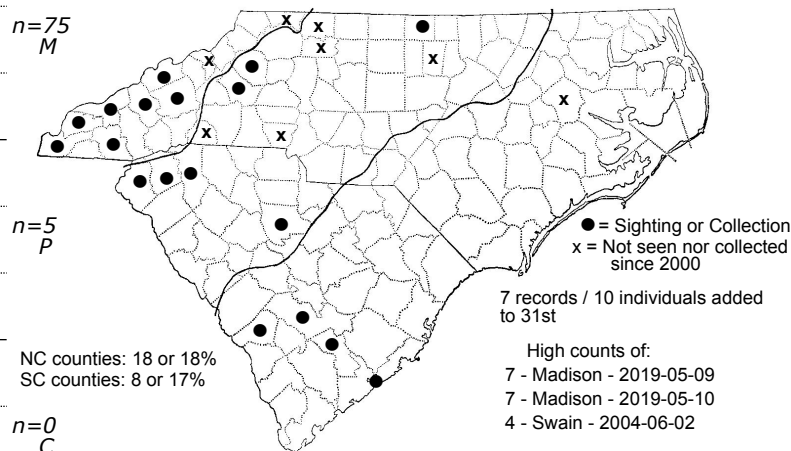 n=75
M
n=5
P
n=0
C
● = Sighting or Collection
x = Not seen nor collected
since 2000
7 records / 10 individuals added
to 31st
NC counties: 18 or 18%
SC counties: 8 or 17%
High counts of:
7 - Madison - 2019-05-09
7 - Madison - 2019-05-10
4 - Swain - 2004-06-02